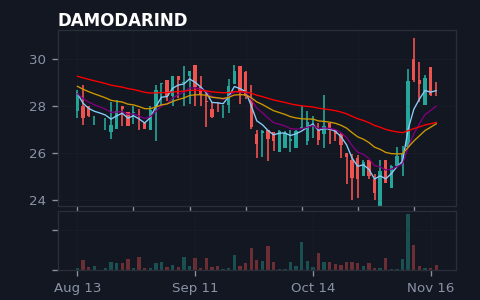 DAMODARIND
30
28
26
24
Aug 13
Sep 11
Oct 14
Nov 16